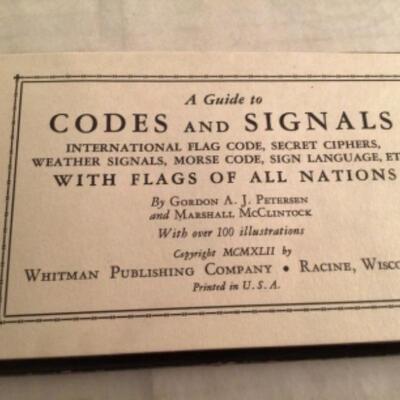 A Guide to
CODES AND SIGNALS
INTERNATIONAL FLAG CODE, SECRET CIPHERS,
WEATHER SIGNALS, MORSE CODE, SIGN LANGUAGE, ET
WITH FLAGS OF ALL NATIONS
By GORDON A. J. PETERSEN
and MARSHALL MCCLINTOCK
With over 100 illustrations
Copyright MCMXLII by
WHITMAN PUBLISHING COMPANY • RACINE, WISCO
Printed in U. S. A.